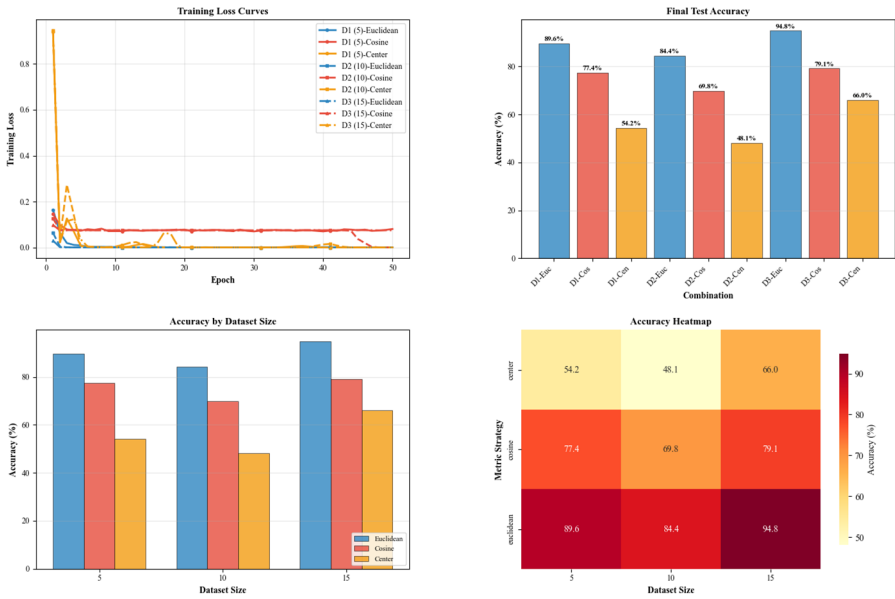 Training Loss Curves
Training Loss
0.8
0.6
0.4
0.2
0.0
0
10
20
30
40
50
Epoch
D1 (5)-Euclidean
D1 (5)-Cosine
D1 (5)-Center
D2 (10)-Euclidean
D2 (10)-Cosine
D2 (10)-Center
D3 (15)-Euclidean
D3 (15)-Cosine
D3 (15)-Center
Final Test Accuracy
Accuracy (%)
80
60
40
20
0
89.6%
77.4%
54.2%
84.4%
69.8%
48.1%
94.8%
79.1%
66.0%
D1-Euc
D1-Cos
D1-Cen
D2-Euc
D2-Cos
D2-Cen
D3-Euc
D3-Cos
D3-Cen
Combination
Accuracy by Dataset Size
Accuracy (%)
80
60
40
20
0
5
10
15
Dataset Size
Euclidean
Cosine
Center
Accuracy Heatmap
Metric Strategy
center
54.2
48.1
66.0
cosine
77.4
69.8
79.1
euclidean
89.6
84.4
94.8
5
10
15
Dataset Size
90
80
70
60
50
Accuracy (%)